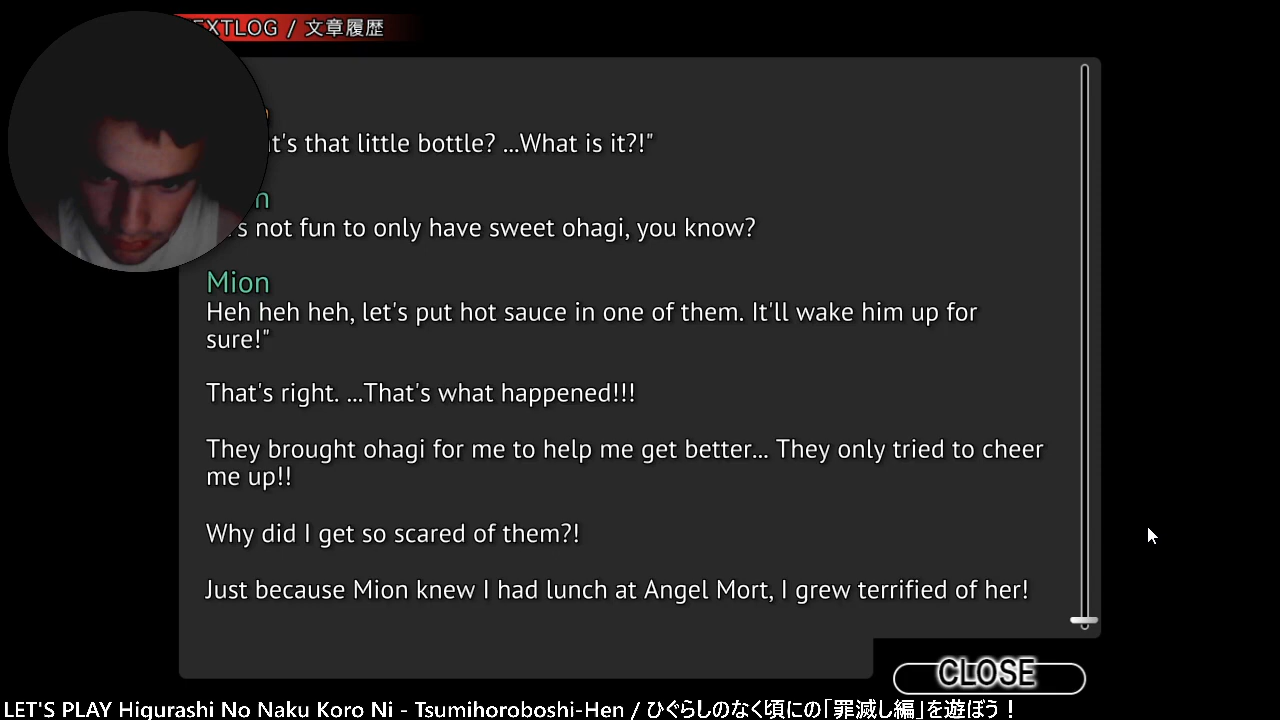 EXTLOG / 文章履歴
t's that little bottle? ...What is it?!"
n
s not fun to only have sweet ohagi, you know?
Mion
Heh heh heh, let's put hot sauce in one of them. It'll wake him up for
sure!"
That's right. ...That's what happened!!!
They brought ohagi for me to help me get better... They only tried to cheer
me up!!
Why did I get so scared of them?!
Just because Mion knew I had lunch at Angel Mort, I grew terrified of her!
CLOSE
LET'S PLAY Higurashi No Naku Koro Ni - Tsumihoroboshi-Hen / ひぐらしのなく頃にの「罪滅し編」を遊ぼう！